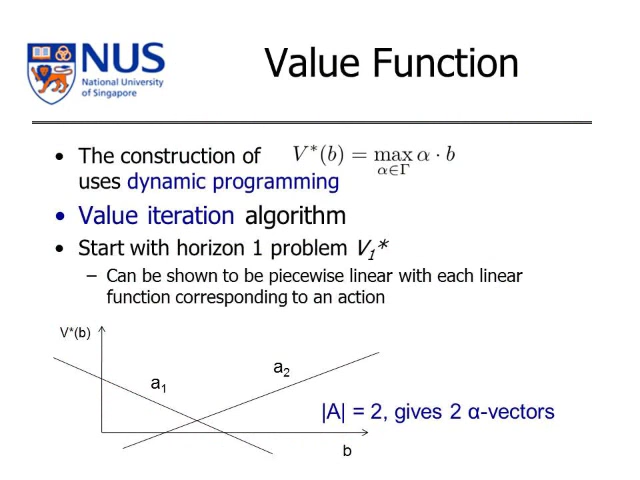 NUS
National University
of Singapore
Value Function
• The construction of V*(b) = max α · b
α∈Γ
uses dynamic programming
• Value iteration algorithm
• Start with horizon 1 problem V₁*
– Can be shown to be piecewise linear with each linear
function corresponding to an action
V*(b)
a₁
a₂
|A| = 2, gives 2 α-vectors
b